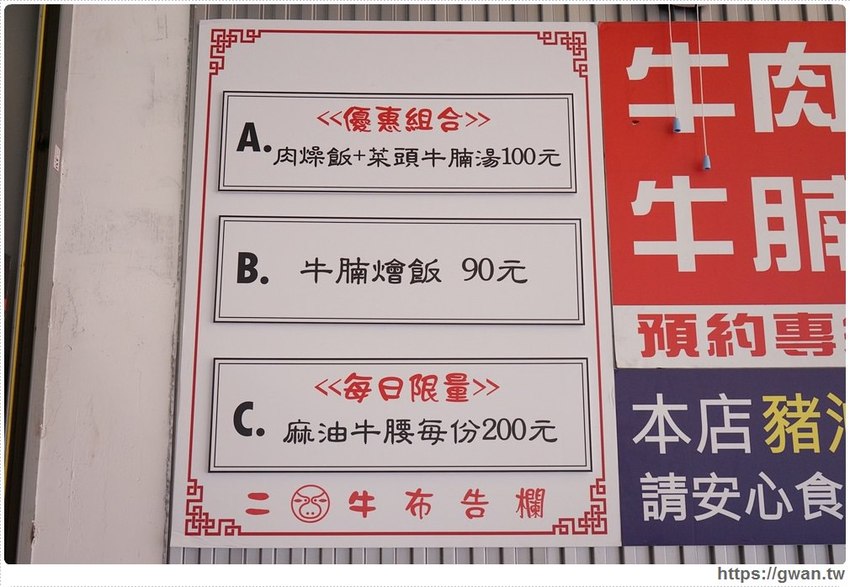 <<優惠組合>>
A. 肉燥飯+菜頭牛腩湯100元
B. 牛腩燴飯 90元
<<每日限量>>
C. 麻油牛腰每份200元
二牛布告欄
牛肉
牛腩
預約專
本店豬油
請安心食
https://gwan.tw